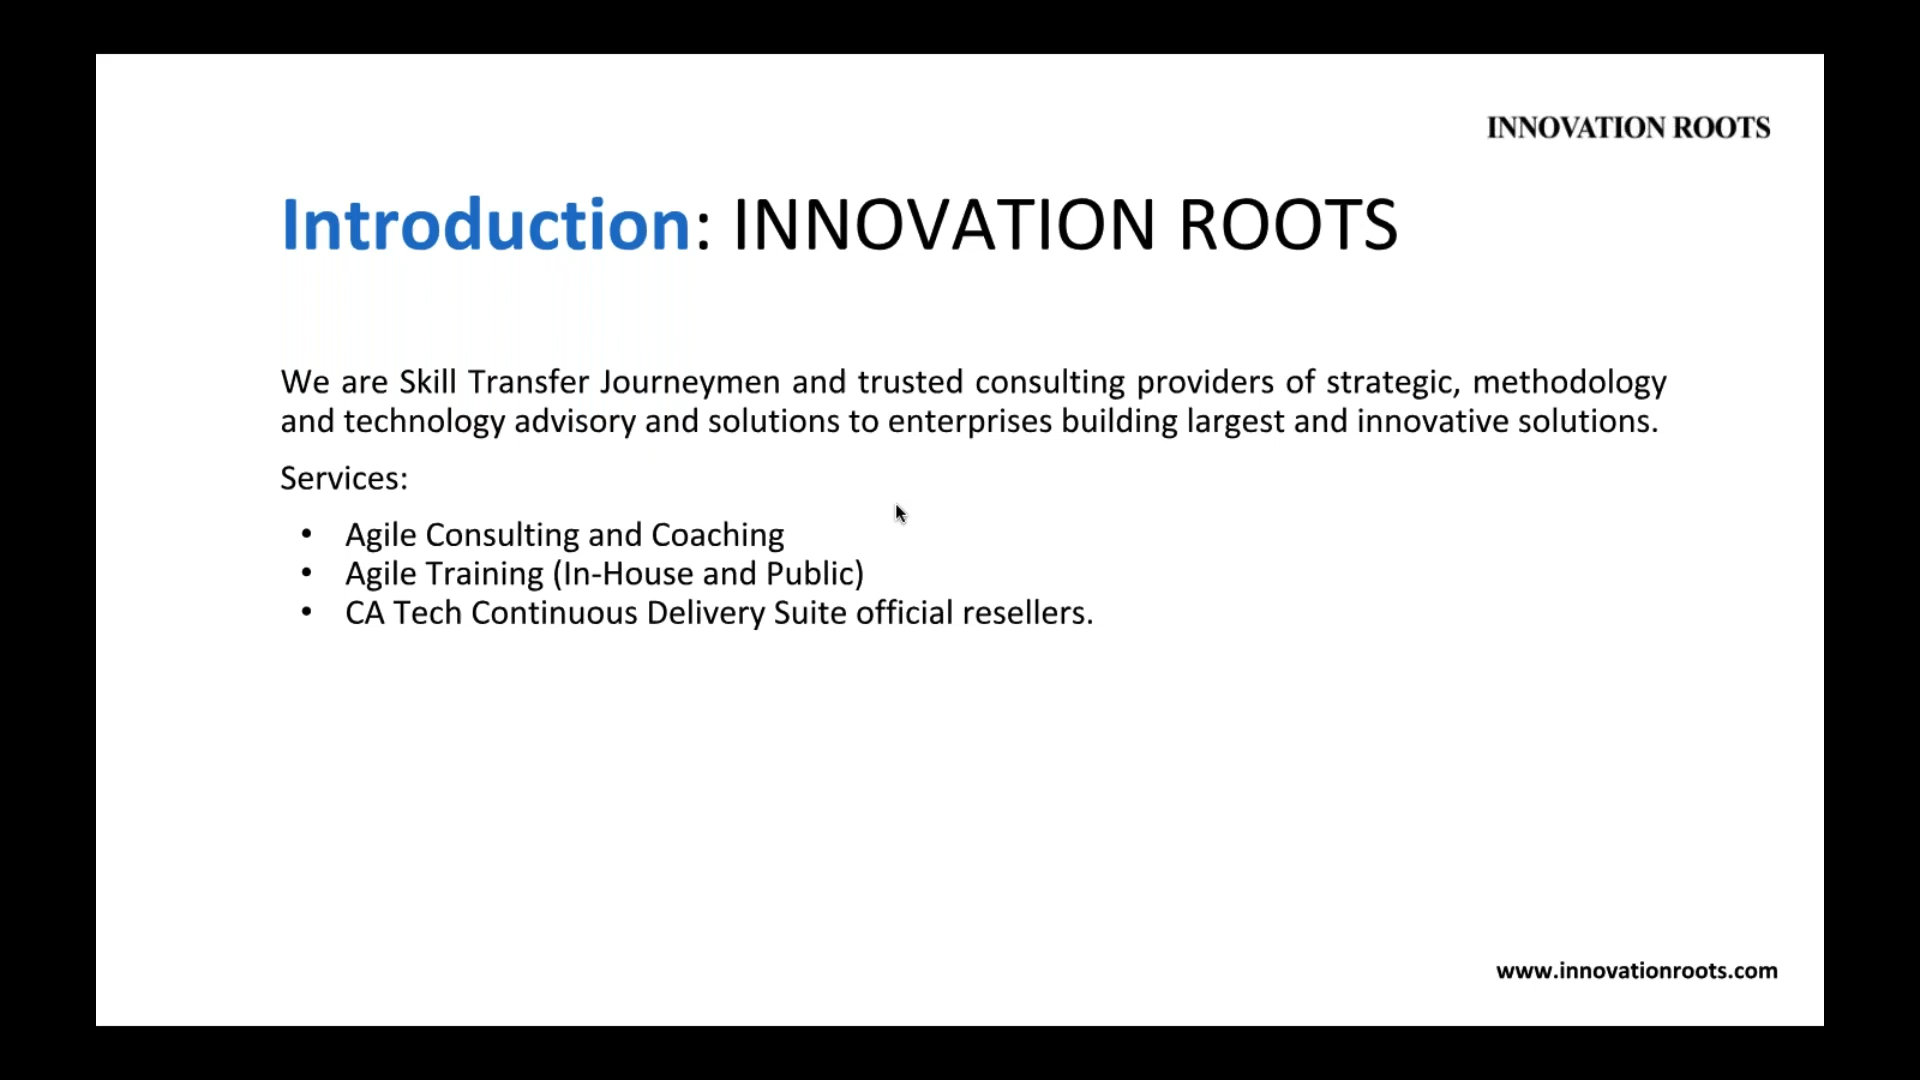 INNOVATION ROOTS
Introduction: INNOVATION ROOTS
We are Skill Transfer Journeymen and trusted consulting providers of strategic, methodology
and technology advisory and solutions to enterprises building largest and innovative solutions.
Services:
• Agile Consulting and Coaching
• Agile Training (In-House and Public)
• CA Tech Continuous Delivery Suite official resellers.
www.innovationroots.com